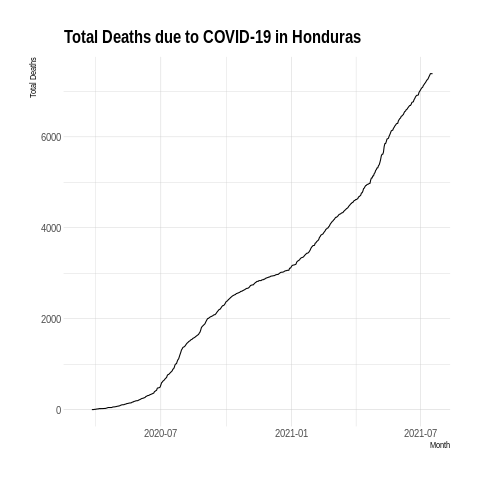 Total Deaths due to COVID-19 in Honduras
Total Deaths
6000
4000
2000
0
2020-07
2021-01
2021-07
Month